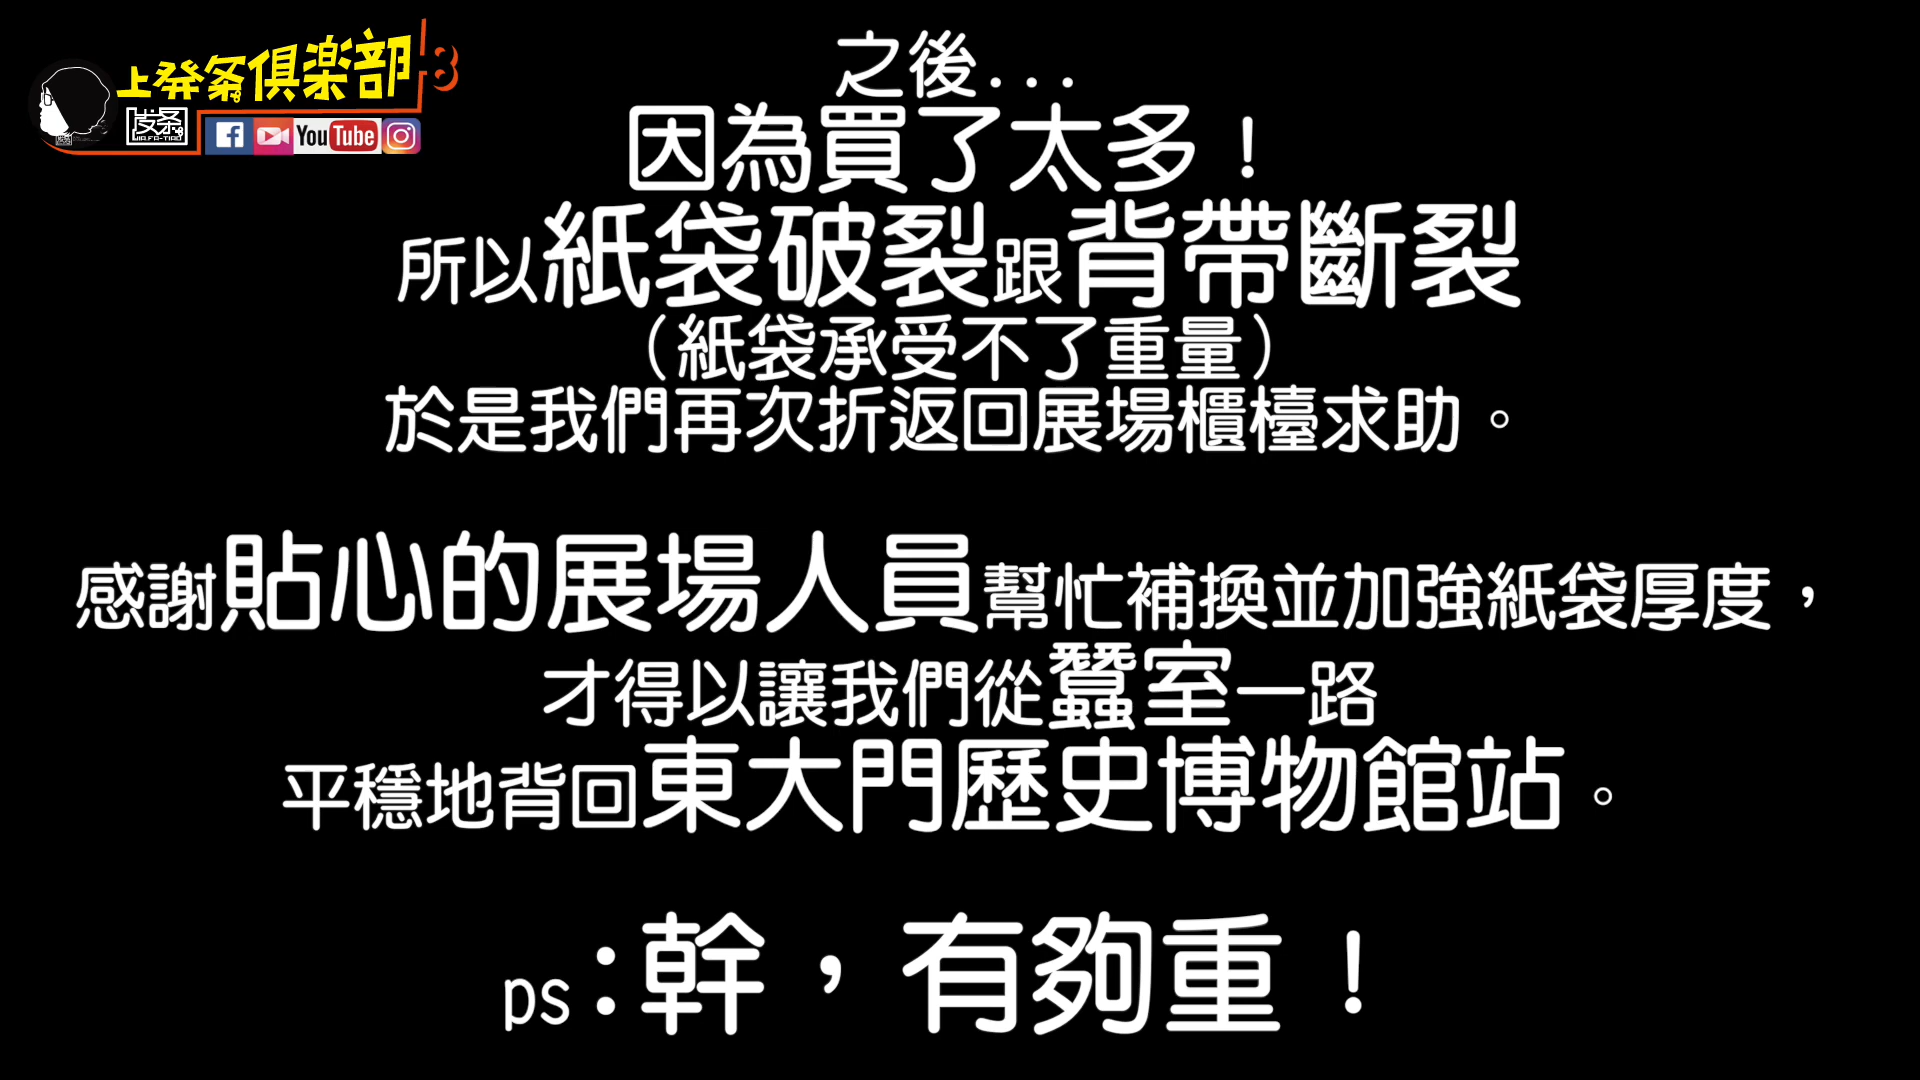 上發条俱楽部
发条
You Tube
之後...
因為買了太多！
所以紙袋破裂跟背帶斷裂
（紙袋承受不了重量）
於是我們再次折返回展場櫃檯求助。
感謝貼心的展場人員幫忙補換並加強紙袋厚度，
才得以讓我們從蠶室一路
平穩地背回東大門歷史博物館站。
ps:幹，有夠重！